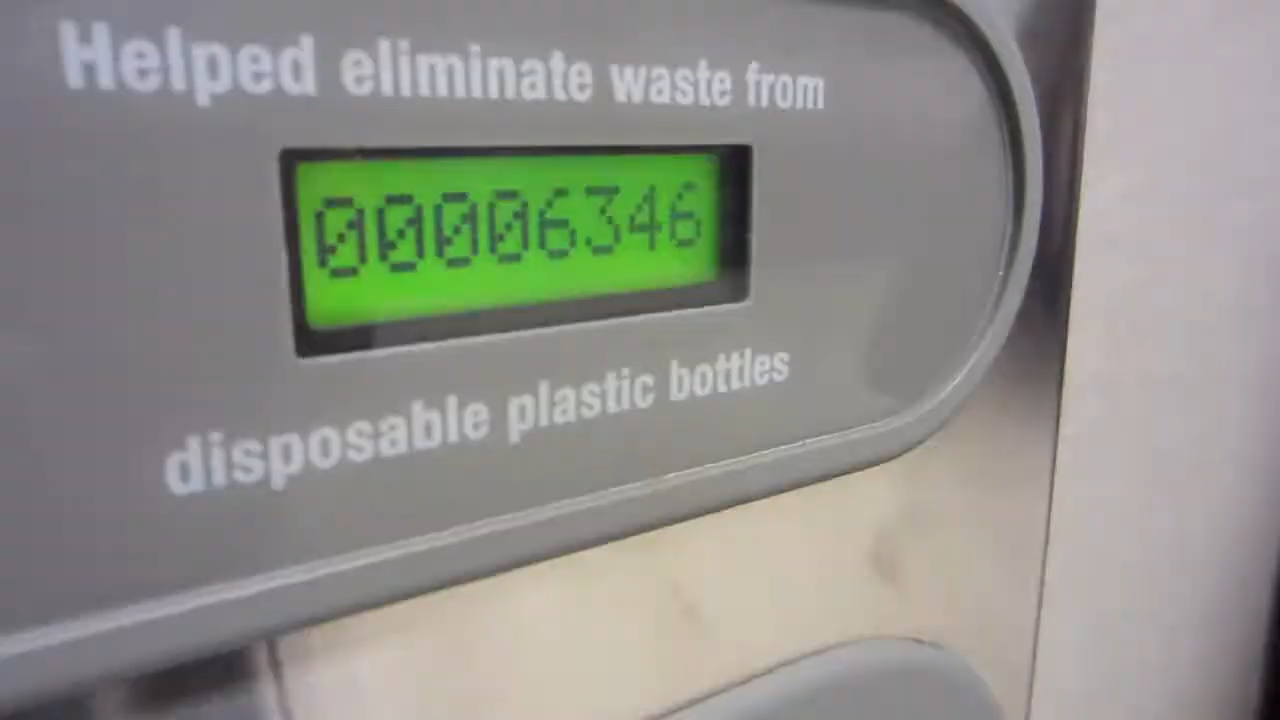 Helped eliminate waste from
00006346
disposable plastic bottles